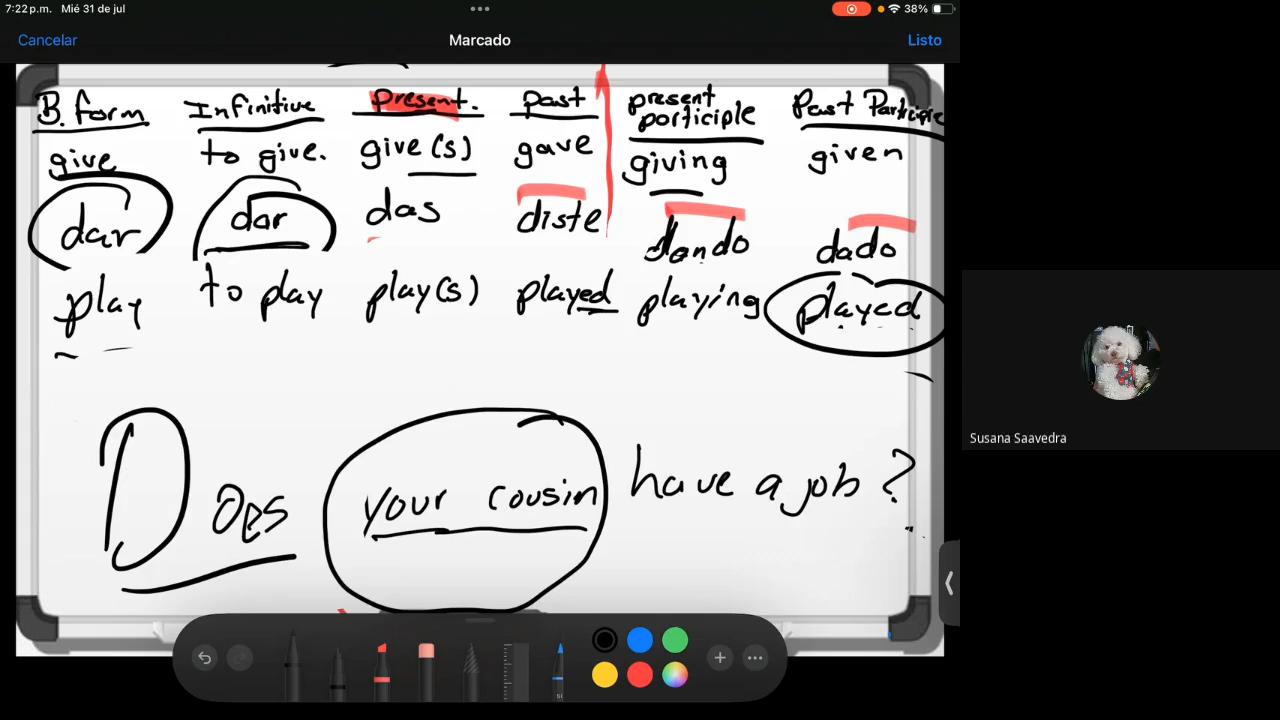 7:22 p.m. Mié 31 de jul
38%
Cancelar
Marcado
Listo
B. form Infinitive present. past present participle Past Participle
give to give. give(s) gave giving given
dar dar das diste dando dado
play to play play(s) played playing played
Does your cousin have a job?
Susana Saavedra